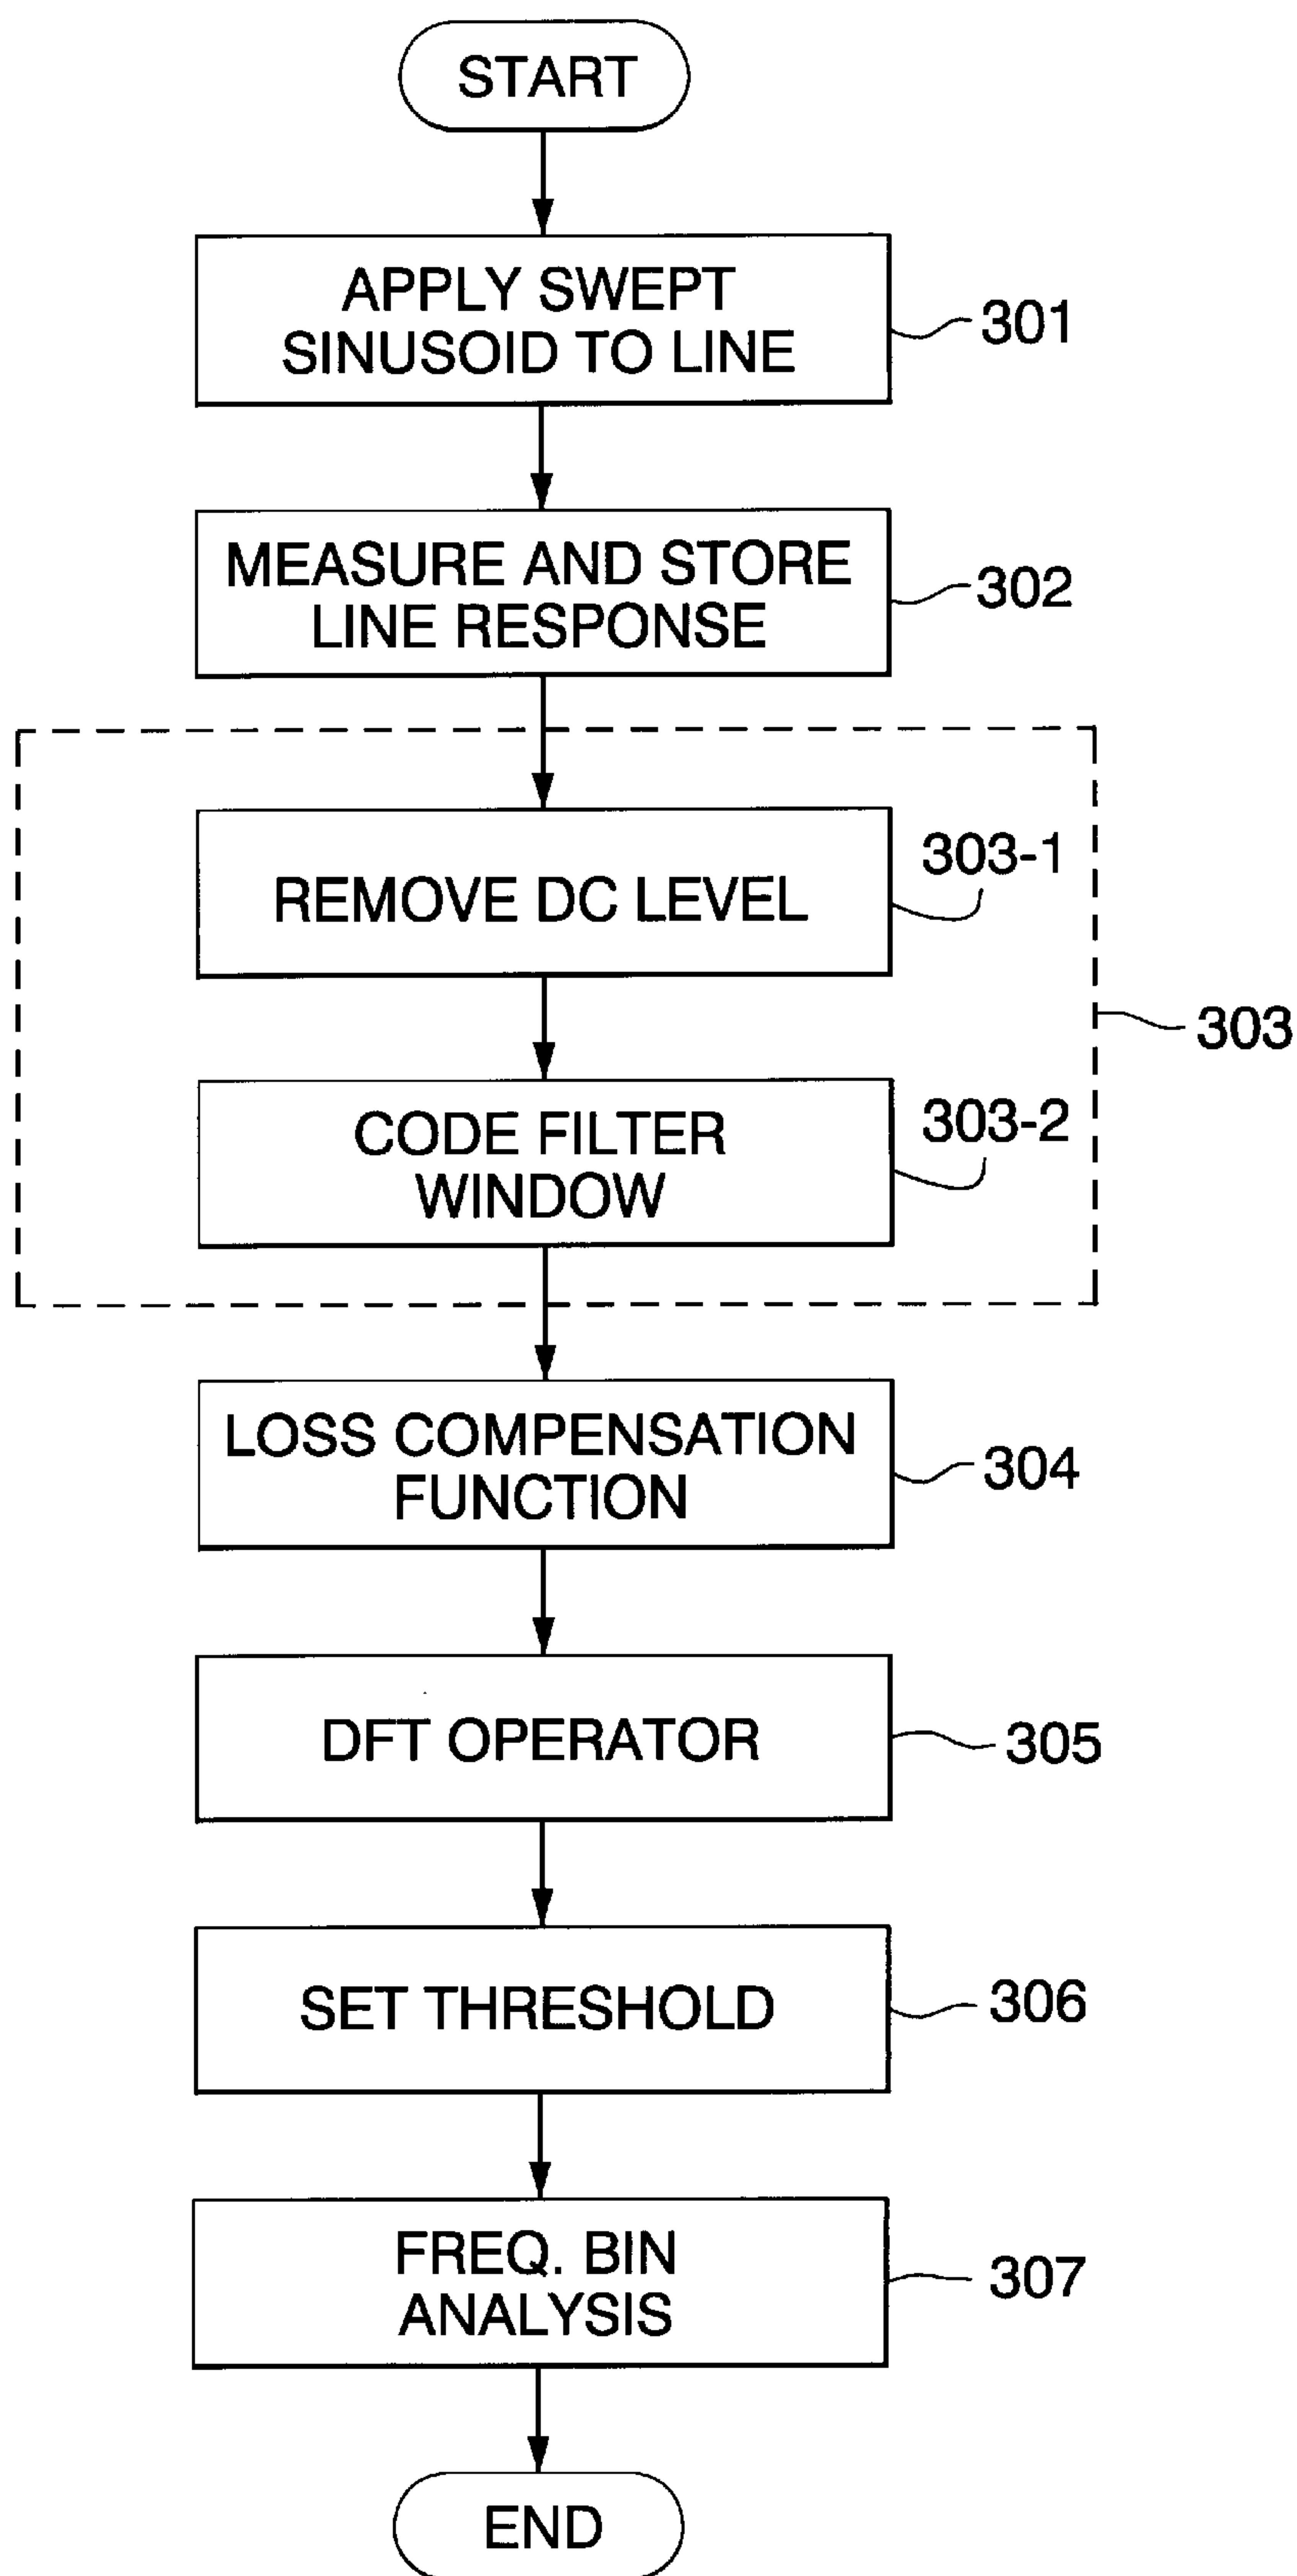 START
APPLY SWEPT
SINUSOID TO LINE
301
MEASURE AND STORE
LINE RESPONSE
302
303-1
REMOVE DC LEVEL
303
303-2
CODE FILTER
WINDOW
LOSS COMPENSATION
FUNCTION
304
DFT OPERATOR
305
SET THRESHOLD
306
FREQ. BIN
ANALYSIS
307
END